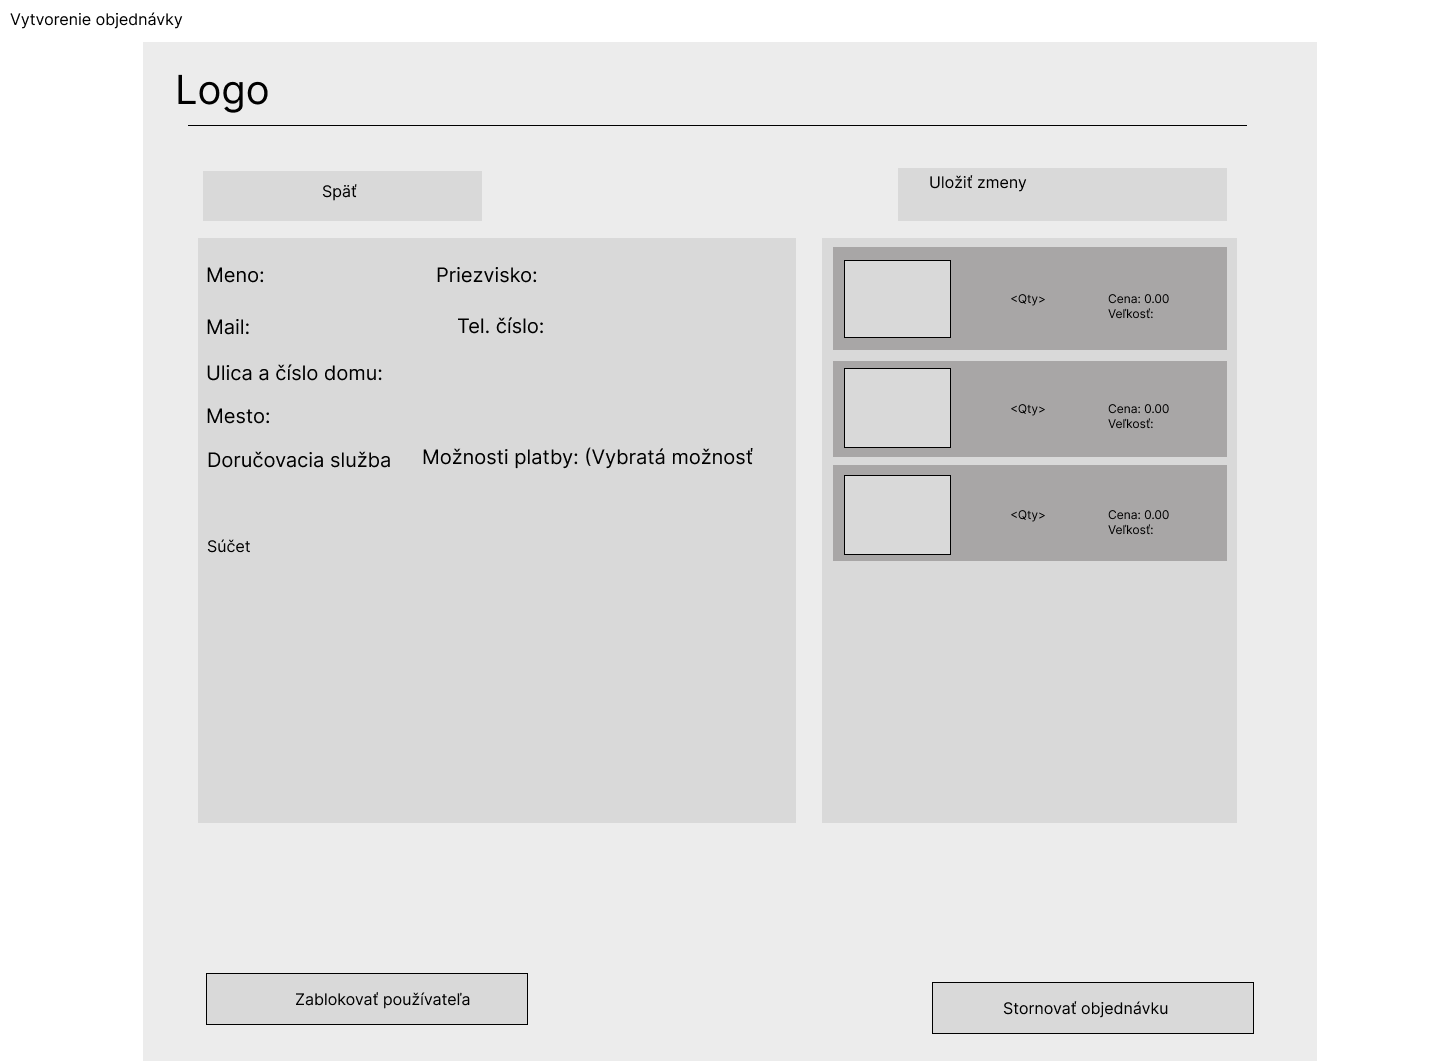 Vytvorenie objednávky
Logo
Späť
Uložiť zmeny
Meno:
Priezvisko:
Mail:
Tel. číslo:
Ulica a číslo domu:
Mesto:
Doručovacia služba
Možnosti platby: (Vybratá možnosť
Súčet
<Qty>
Cena: 0.00
Veľkosť:
<Qty>
Cena: 0.00
Veľkosť:
<Qty>
Cena: 0.00
Veľkosť:
Zablokovať používateľa
Stornovať objednávku